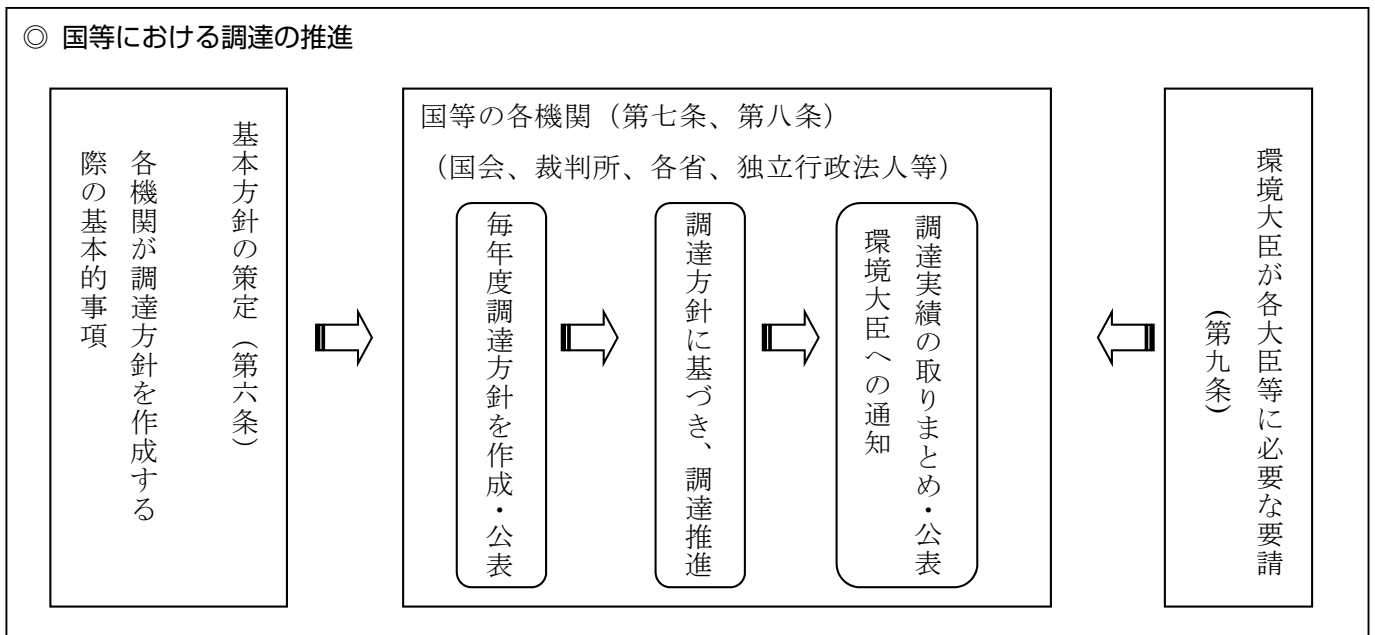 ◎ 国等における調達の推進
基本方針の策定（第六条）
各機関が調達方針を作成する
際の基本的事項
国等の各機関（第七条、第八条）
（国会、裁判所、各省、独立行政法人等）
毎年度調達方針を作成・公表
調達方針に基づき、調達推進
調達実績の取りまとめ・公表
環境大臣への通知
環境大臣が各大臣等に必要な要請
（第九条）